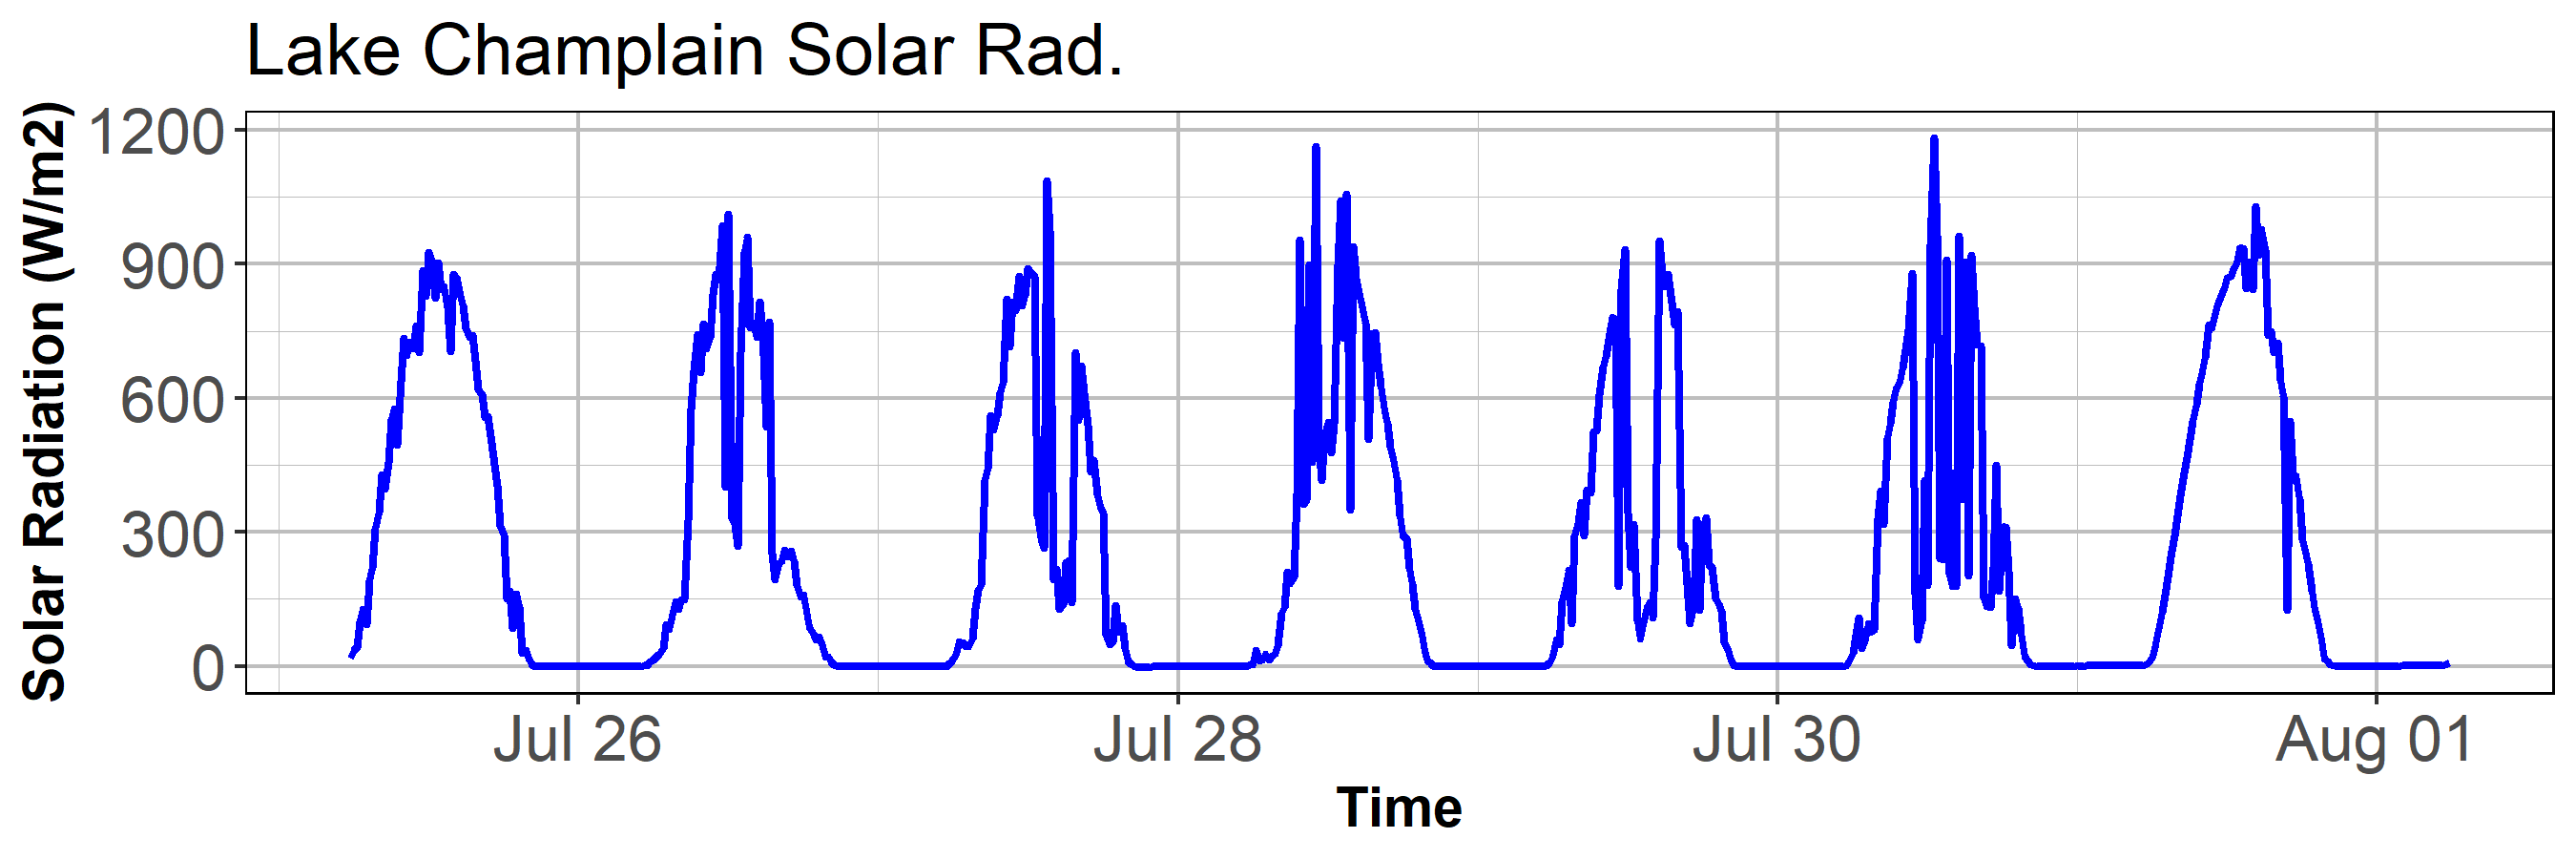 Lake Champlain Solar Rad.
Solar Radiation (W/m2)
1200
900
600
300
0
Jul 26 Jul 28 Jul 30 Aug 01
Time